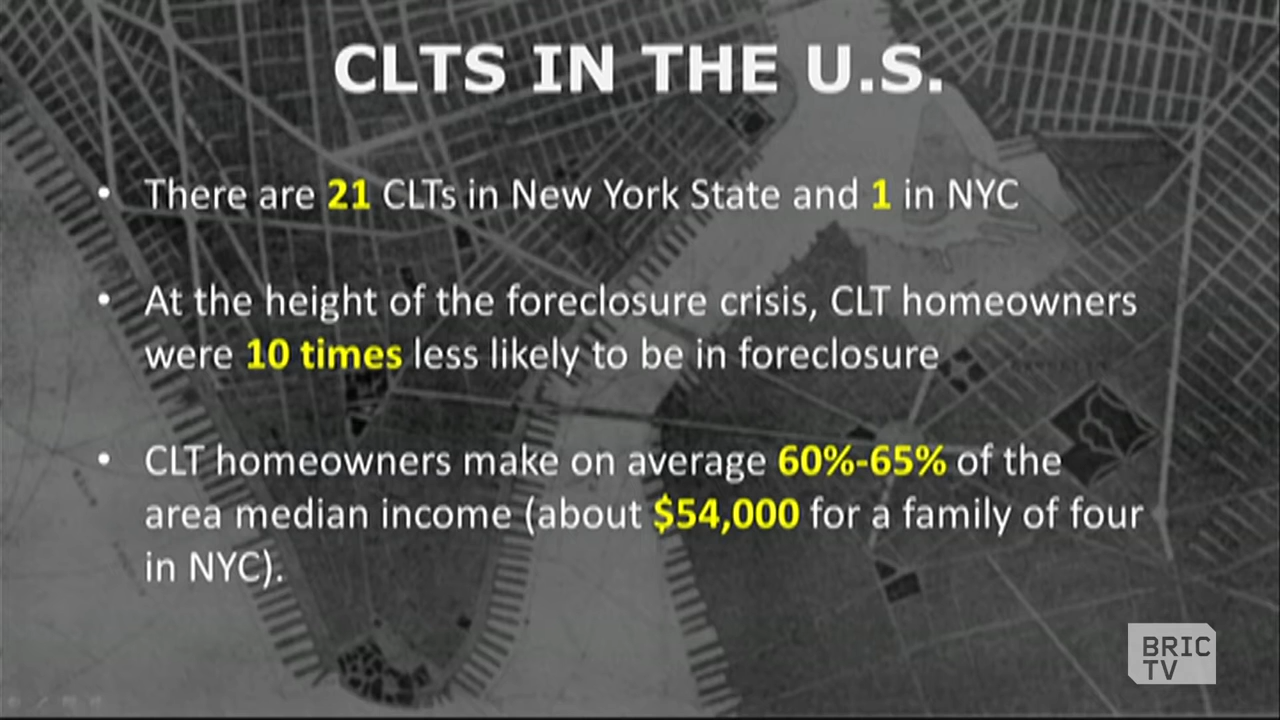 CLTS IN THE U.S.
• There are 21 CLTs in New York State and 1 in NYC
• At the height of the foreclosure crisis, CLT homeowners
were 10 times less likely to be in foreclosure
• CLT homeowners make on average 60%-65% of the
area median income (about $54,000 for a family of four
in NYC).
BRIC
TV